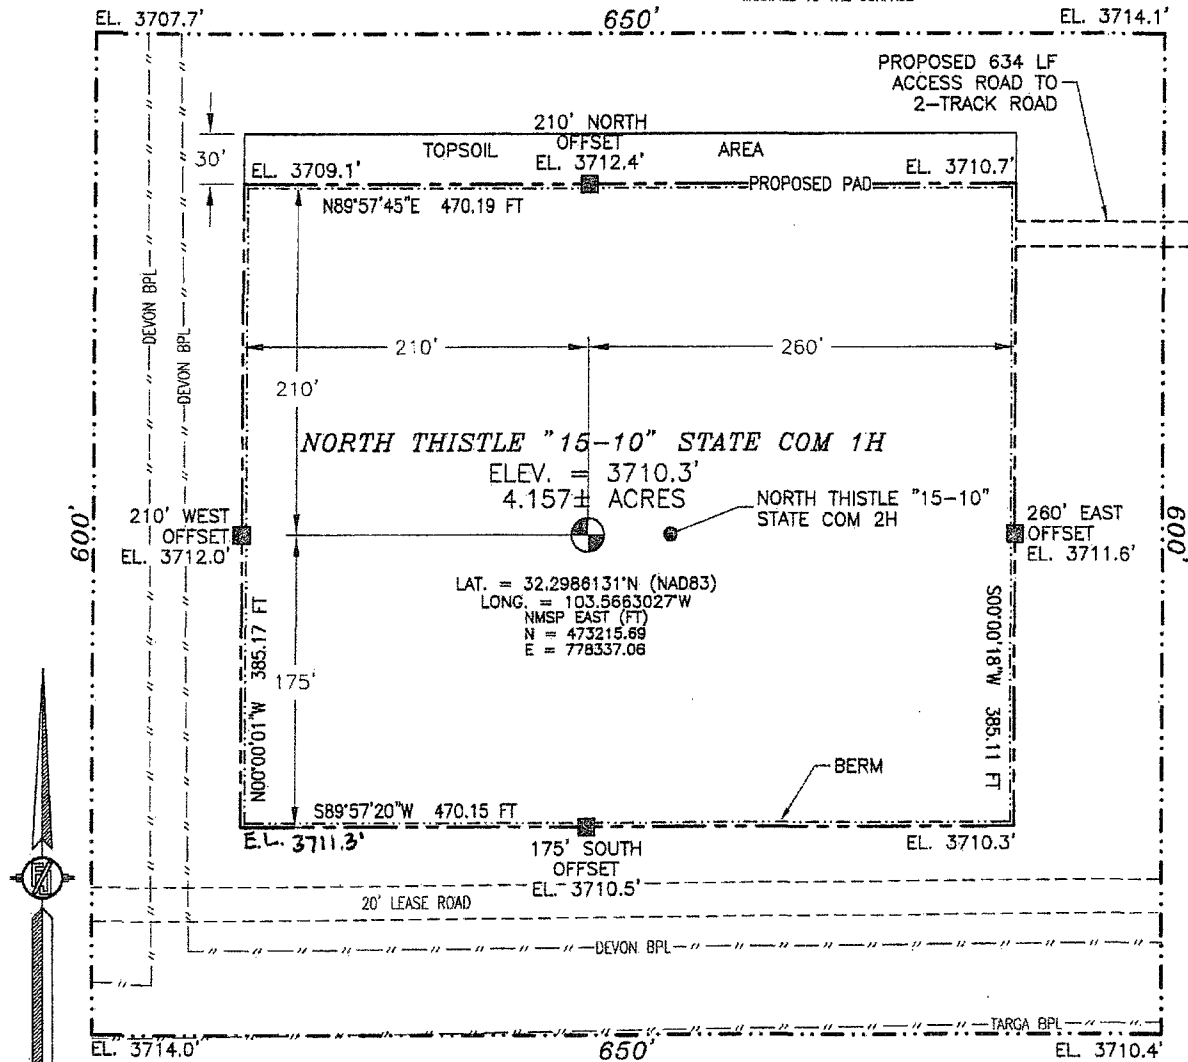 EL. 3707.7'
650'
EL. 3714.1'
PROPOSED 634 LF
ACCESS ROAD TO
2-TRACK ROAD
30'
210' NORTH
OFFSET
EL. 3712.4'
TOPSOIL
AREA
EL. 3709.1'
EL. 3710.7'
PROPOSED PAD
N89°57'45"E 470.19 FT
DEVON BPL
DEVON BPL
210'
260'
210'
NORTH THISTLE "15-10" STATE COM 1H
ELEV. = 3710.3'
4.157± ACRES
NORTH THISTLE "15-10"
STATE COM 2H
210' WEST
OFFSET
EL. 3712.0'
260' EAST
OFFSET
EL. 3711.6'
600'
600'
LAT. = 32.2986131°N (NAD83)
LONG. = 103.5663027°W
NMSP EAST (FT)
N = 473215.69
E = 778337.06
N00°00'01"W 385.17 FT
175'
S00°00'18"W 385.11 FT
BERM
S89°57'20"W 470.15 FT
E.L. 3711.3'
EL. 3710.3'
175' SOUTH
OFFSET
EL. 3710.5'
20' LEASE ROAD
DEVON BPL
TARGA BPL
EL. 3714.0'
650'
EL. 3710.4'